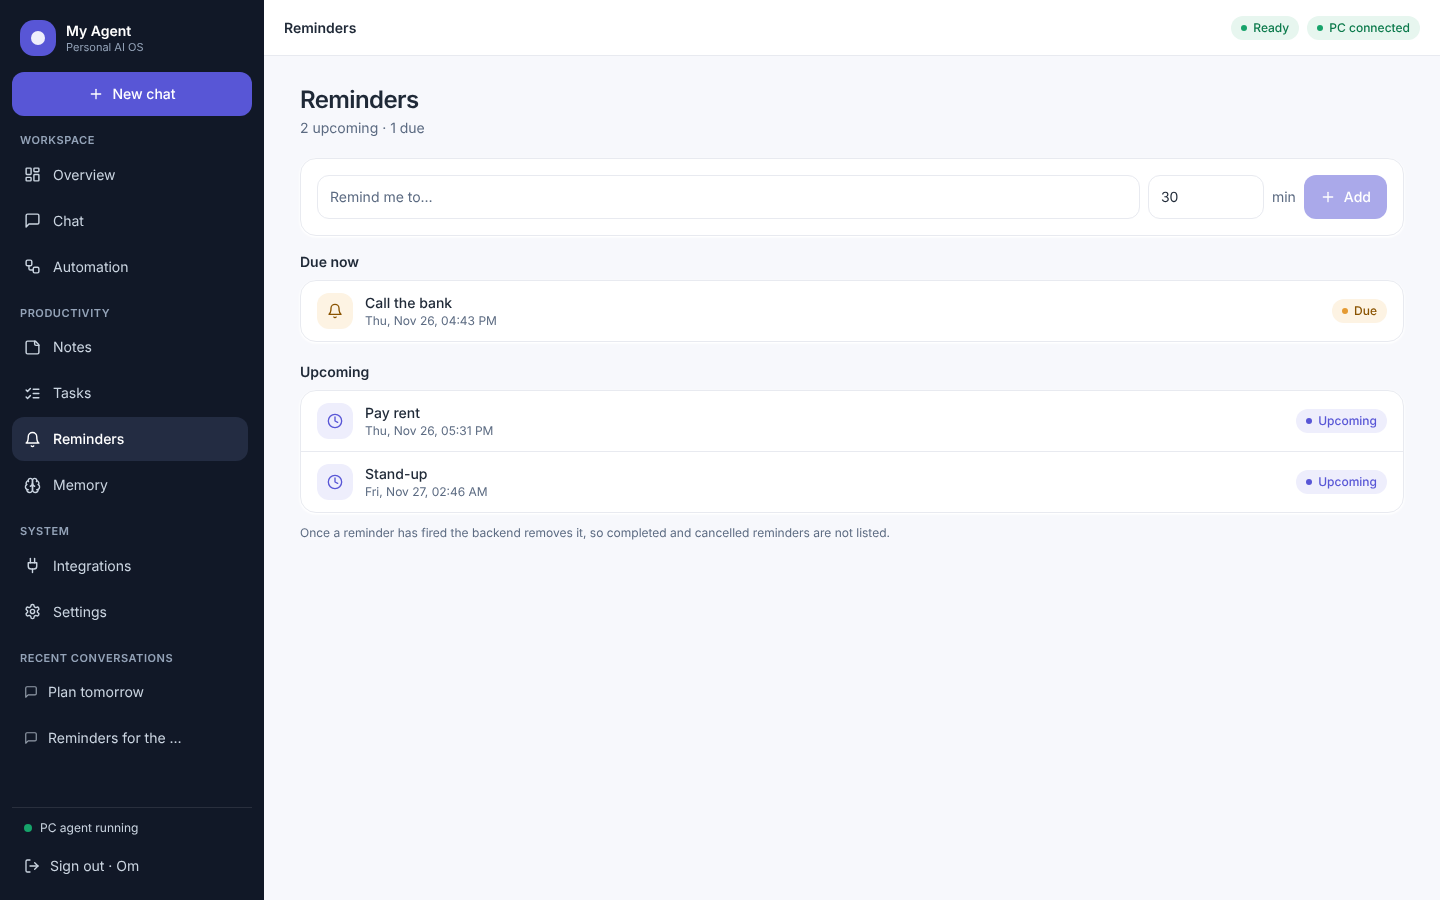 My Agent
Personal AI OS
New chat
WORKSPACE
Overview
Chat
Automation
PRODUCTIVITY
Notes
Tasks
Reminders
Memory
SYSTEM
Integrations
Settings
RECENT CONVERSATIONS
Plan tomorrow
Reminders for the ...
PC agent running
Sign out · Om
Reminders
Ready
PC connected
Reminders
2 upcoming · 1 due
Remind me to...
30
min
Add
Due now
Call the bank
Thu, Nov 26, 04:43 PM
Due
Upcoming
Pay rent
Thu, Nov 26, 05:31 PM
Upcoming
Stand-up
Fri, Nov 27, 02:46 AM
Upcoming
Once a reminder has fired the backend removes it, so completed and cancelled reminders are not listed.